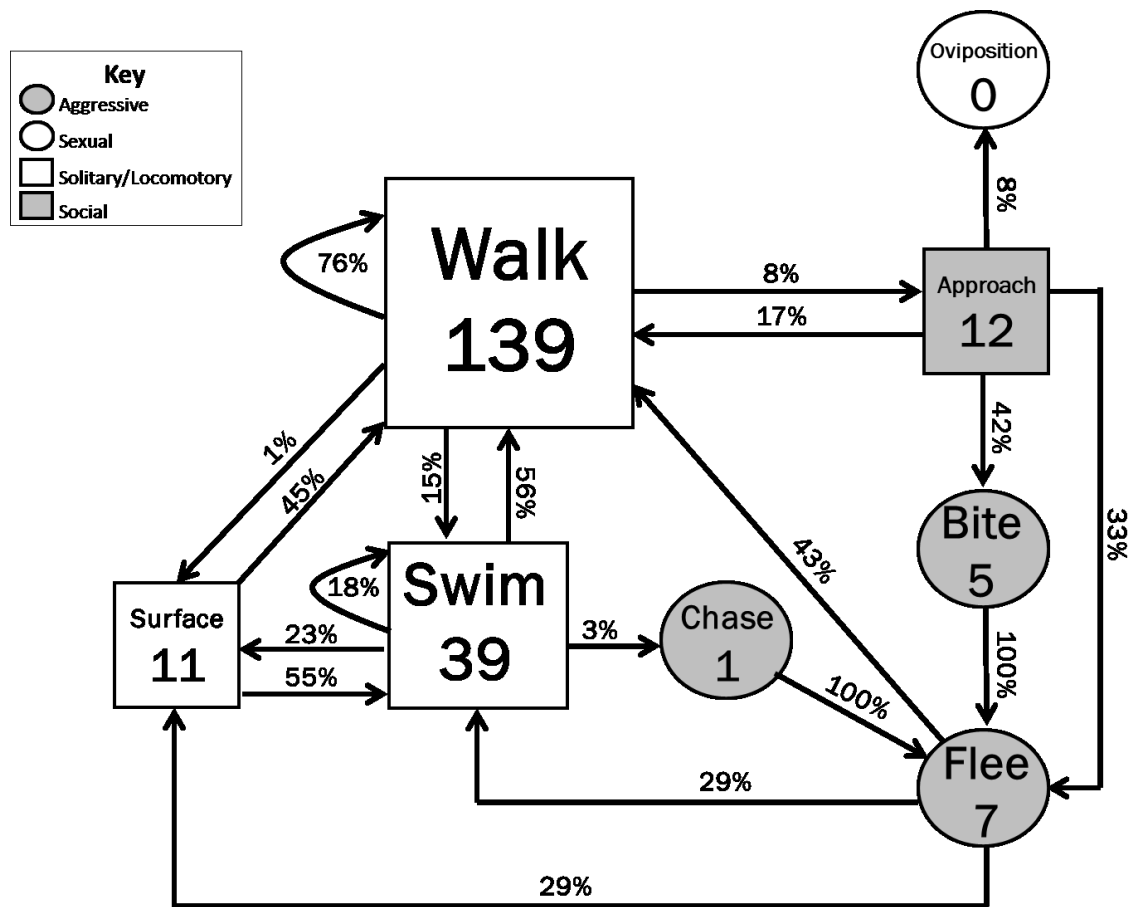 Key
Aggressive
Sexual
Solitary/Locomotory
Social
Oviposition
0
8%
Walk
139
76%
8%
17%
Approach
12
42%
33%
1%
45%
15%
56%
43%
Bite
5
100%
Surface
11
23%
55%
18%
Swim
39
3%
Chase
1
100%
Flee
7
29%
29%